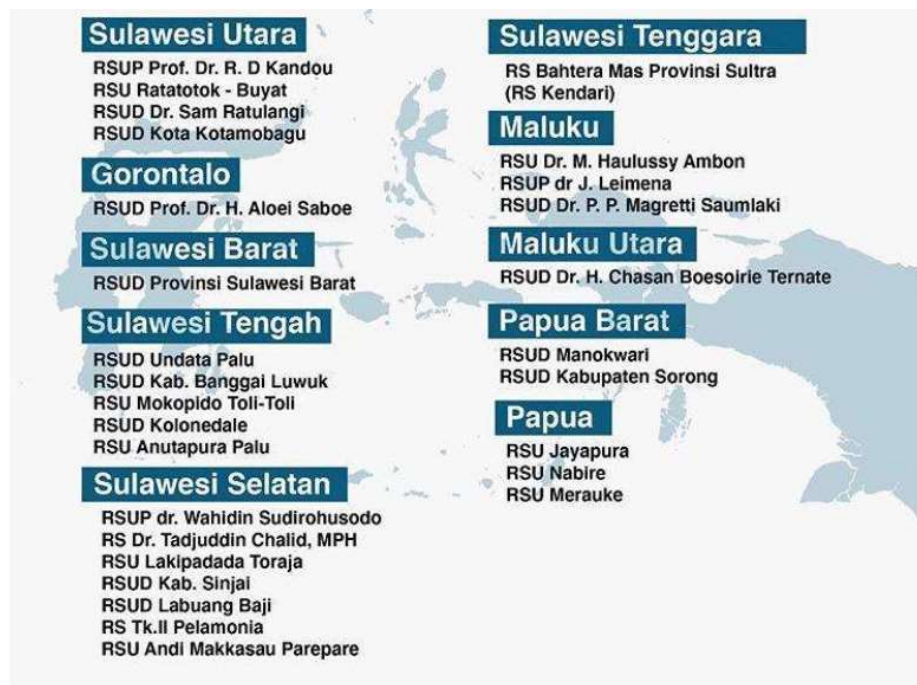 Sulawesi Utara
RSUP Prof. Dr. R. D Kandou
RSU Ratatotok - Buyat
RSUD Dr. Sam Ratulangi
RSUD Kota Kotamobagu
Gorontalo
RSUD Prof. Dr. H. Aloei Saboe
Sulawesi Barat
RSUD Provinsi Sulawesi Barat
Sulawesi Tengah
RSUD Undata Palu
RSUD Kab. Banggai Luwuk
RSU Mokopido Toli-Toli
RSUD Kolonedale
RSU Anutapura Palu
Sulawesi Selatan
RSUP dr. Wahidin Sudirohusodo
RS Dr. Tadjuddin Chalid, MPH
RSU Lakipadada Toraja
RSUD Kab. Sinjai
RSUD Labuang Baji
RS Tk.II Pelamonia
RSU Andi Makkasau Parepare
Sulawesi Tenggara
RS Bahtera Mas Provinsi Sultra
(RS Kendari)
Maluku
RSU Dr. M. Haulussy Ambon
RSUP dr J. Leimena
RSUD Dr. P. P. Magretti Saumlaki
Maluku Utara
RSUD Dr. H. Chasan Boesoirie Ternate
Papua Barat
RSUD Manokwari
RSUD Kabupaten Sorong
Papua
RSU Jayapura
RSU Nabire
RSU Merauke